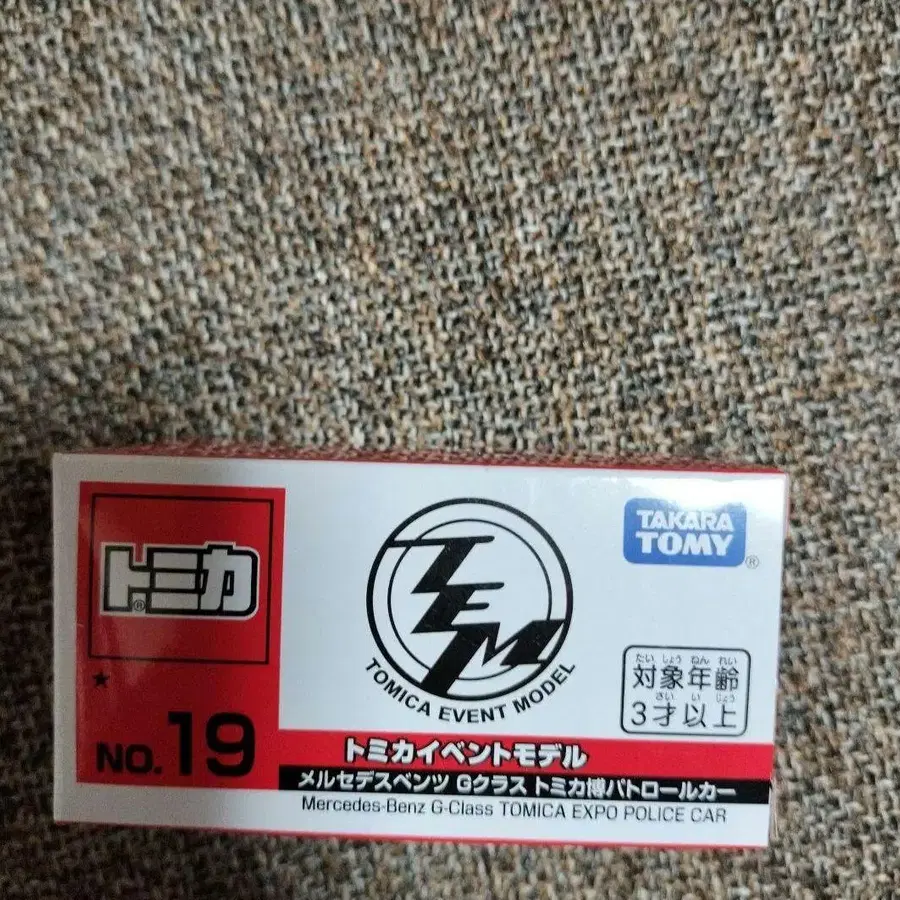 トミカ®
★
NO.19
TEM
TOMICA EVENT MODEL
TAKARA
TOMY®
たいしょうねんれい
対象年齢
さいいじょう
3才以上
トミカイベントモデル
メルセデスベンツ Gクラス トミカ博パトロールカー
Mercedes-Benz G-Class TOMICA EXPO POLICE CAR